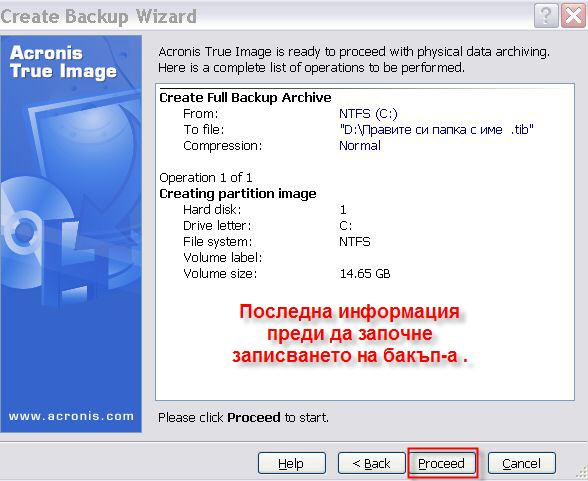 Create Backup Wizard
Acronis
True Image
Acronis True Image is ready to proceed with physical data archiving.
Here is a complete list of operations to be performed.
Create Full Backup Archive
From: NTFS (C:)
To file: "D:\Правите си папка с име .tib"
Compression: Normal
Operation 1 of 1
Creating partition image
Hard disk: 1
Drive letter: C:
File system: NTFS
Volume label:
Volume size: 14.65 GB
Последна информация
преди да започне
записването на бакъп-а .
www.acronis.com
Please click Proceed to start.
Help
< Back
Proceed
Cancel